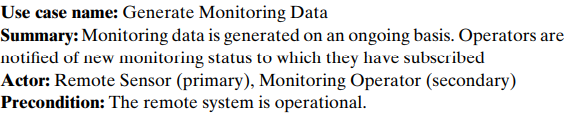 Use case name: Generate Monitoring Data
Summary: Monitoring data is generated on an ongoing basis. Operators are
notified of new monitoring status to which they have subscribed
Actor: Remote Sensor (primary), Monitoring Operator (secondary)
Precondition: The remote system is operational.